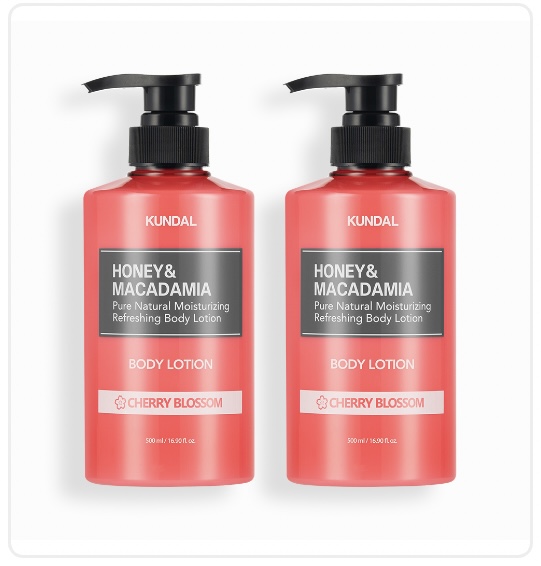 KUNDAL
HONEY&
MACADAMIA
Pure Natural Moisturizing
Refreshing Body Lotion
BODY LOTION
CHERRY BLOSSOM
500 ml / 16.90 fl. oz.
KUNDAL
HONEY&
MACADAMIA
Pure Natural Moisturizing
Refreshing Body Lotion
BODY LOTION
CHERRY BLOSSOM
500 ml / 16.90 fl. oz.